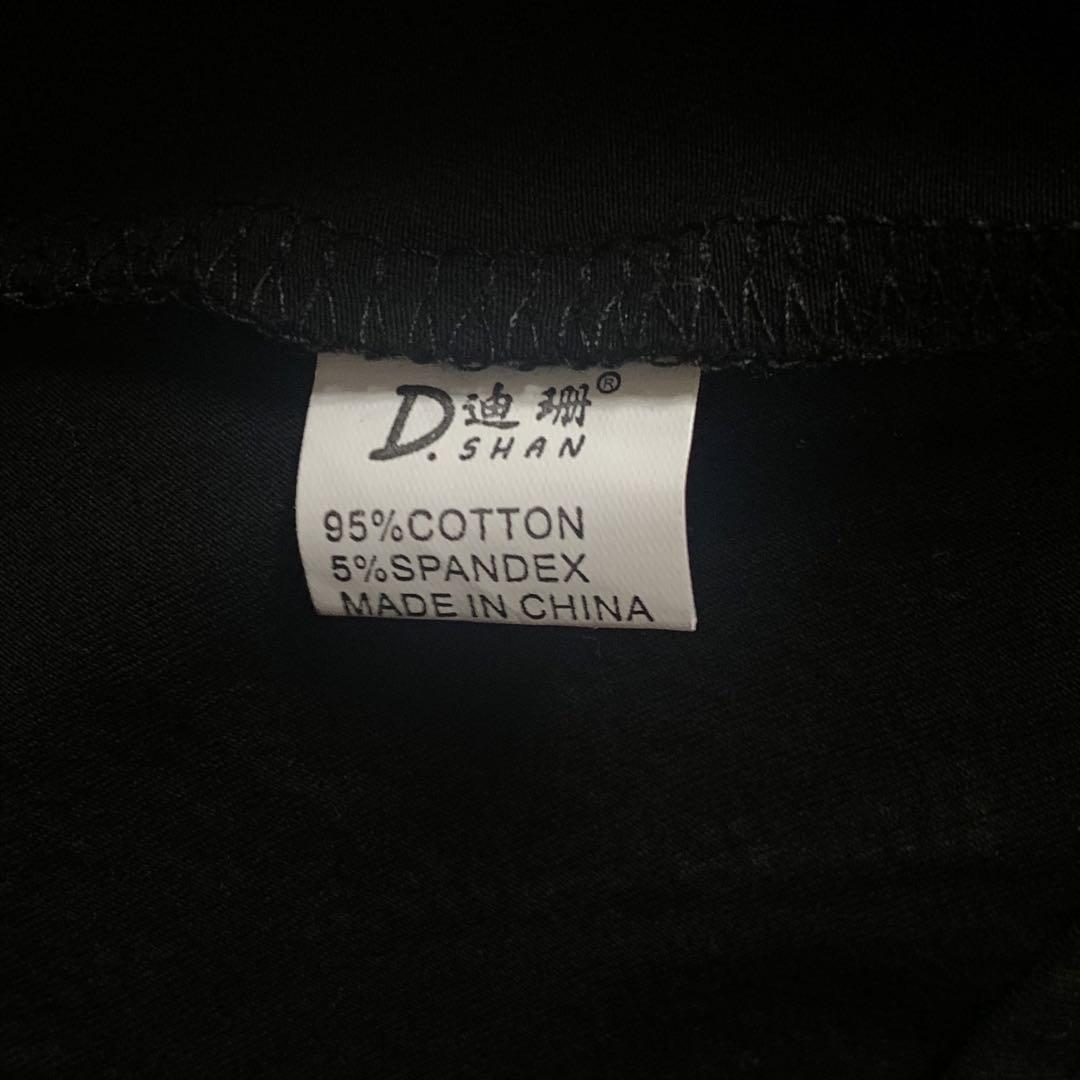 D.迪珊®
SHAN
95%COTTON
5%SPANDEX
MADE IN CHINA